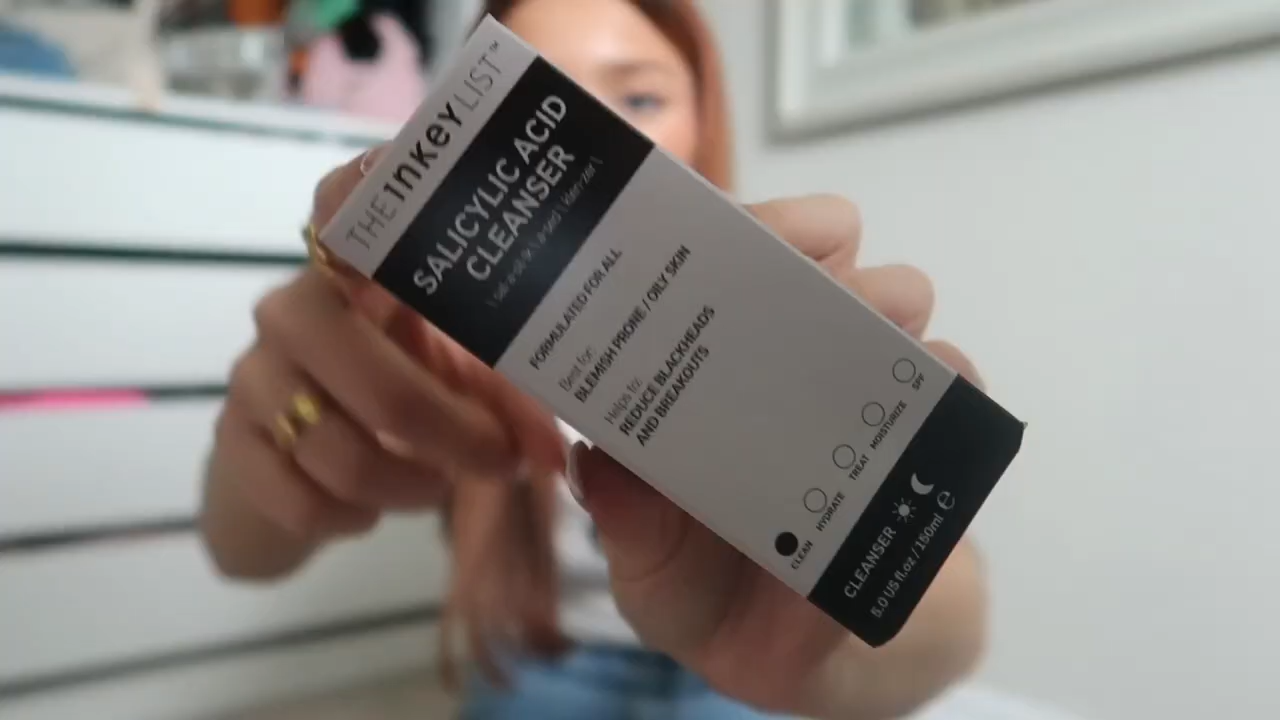 THE INKEY LIST™
SALICYLIC ACID
CLEANSER
FORMULATED FOR ALL
Best for:
BLEMISH PRONE / OILY SKIN
Helps to:
REDUCE BLACKHEADS
AND BREAKOUTS
CLEAN HYDRATE TREAT MOISTURIZE SPF
CLEANSER
5.0 US fl.oz / 150ml ℮